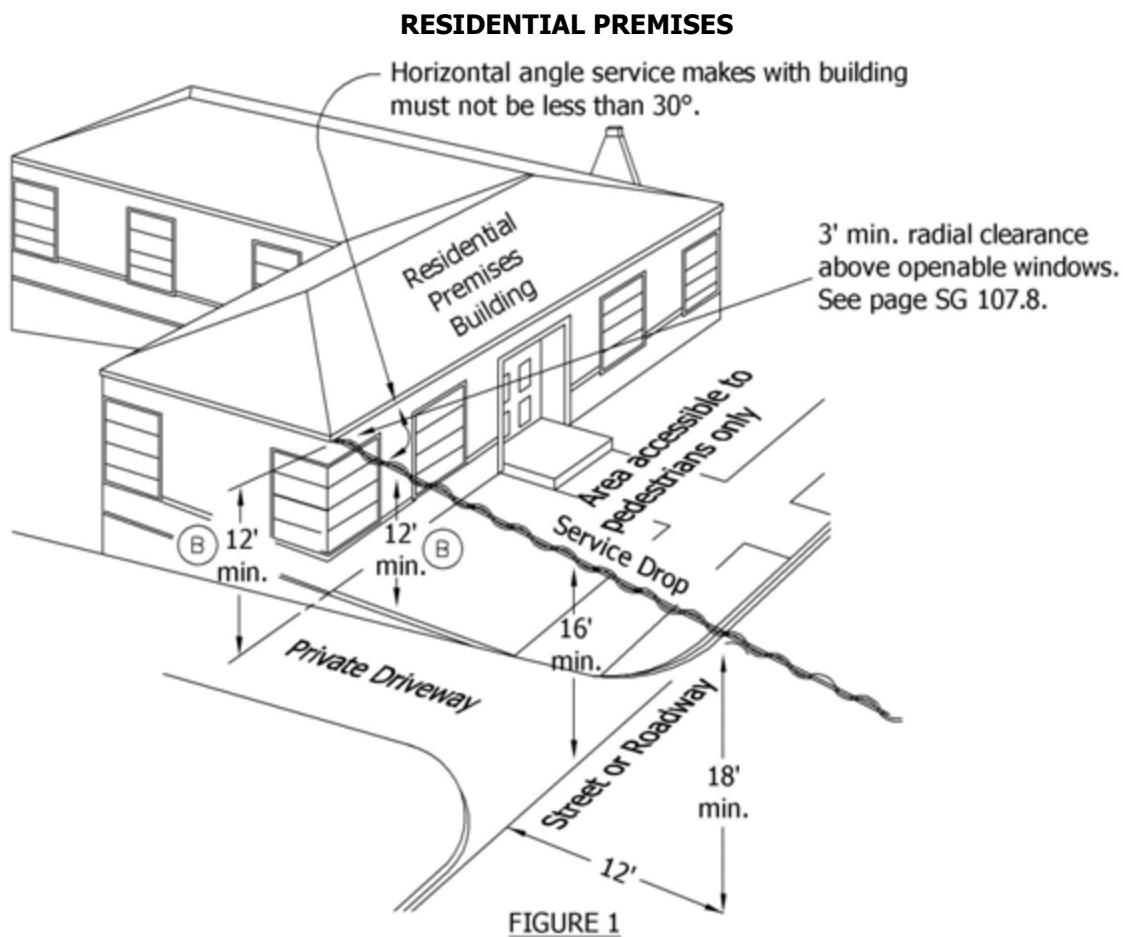 RESIDENTIAL PREMISES
Horizontal angle service makes with building
must not be less than 30°.
3' min. radial clearance
above openable windows.
See page SG 107.8.
Residential
Premises
Building
Area accessible to
pedestrians only
Service Drop
B
12'
min.
12'
min.
B
16'
min.
Private Driveway
Street or Roadway
18'
min.
12'
FIGURE 1